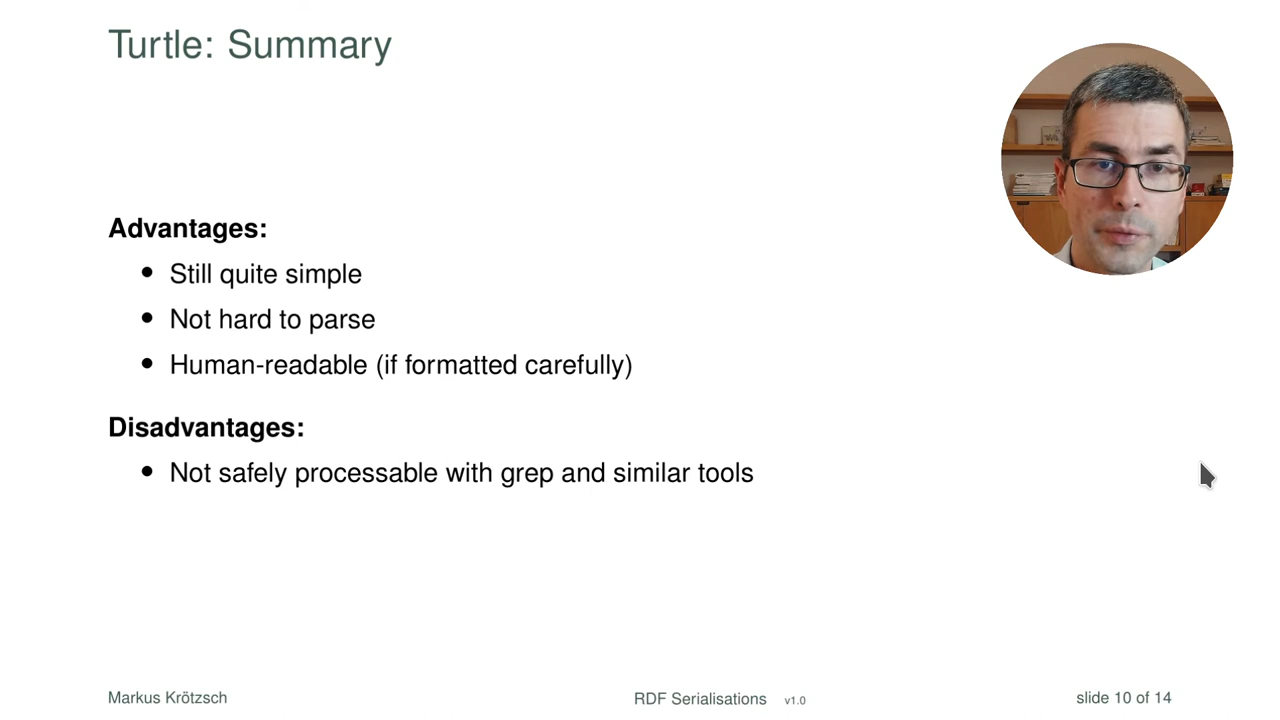 Turtle: Summary
Advantages:
• Still quite simple
• Not hard to parse
• Human-readable (if formatted carefully)
Disadvantages:
• Not safely processable with grep and similar tools
Markus Krötzsch
RDF Serialisations v1.0
slide 10 of 14